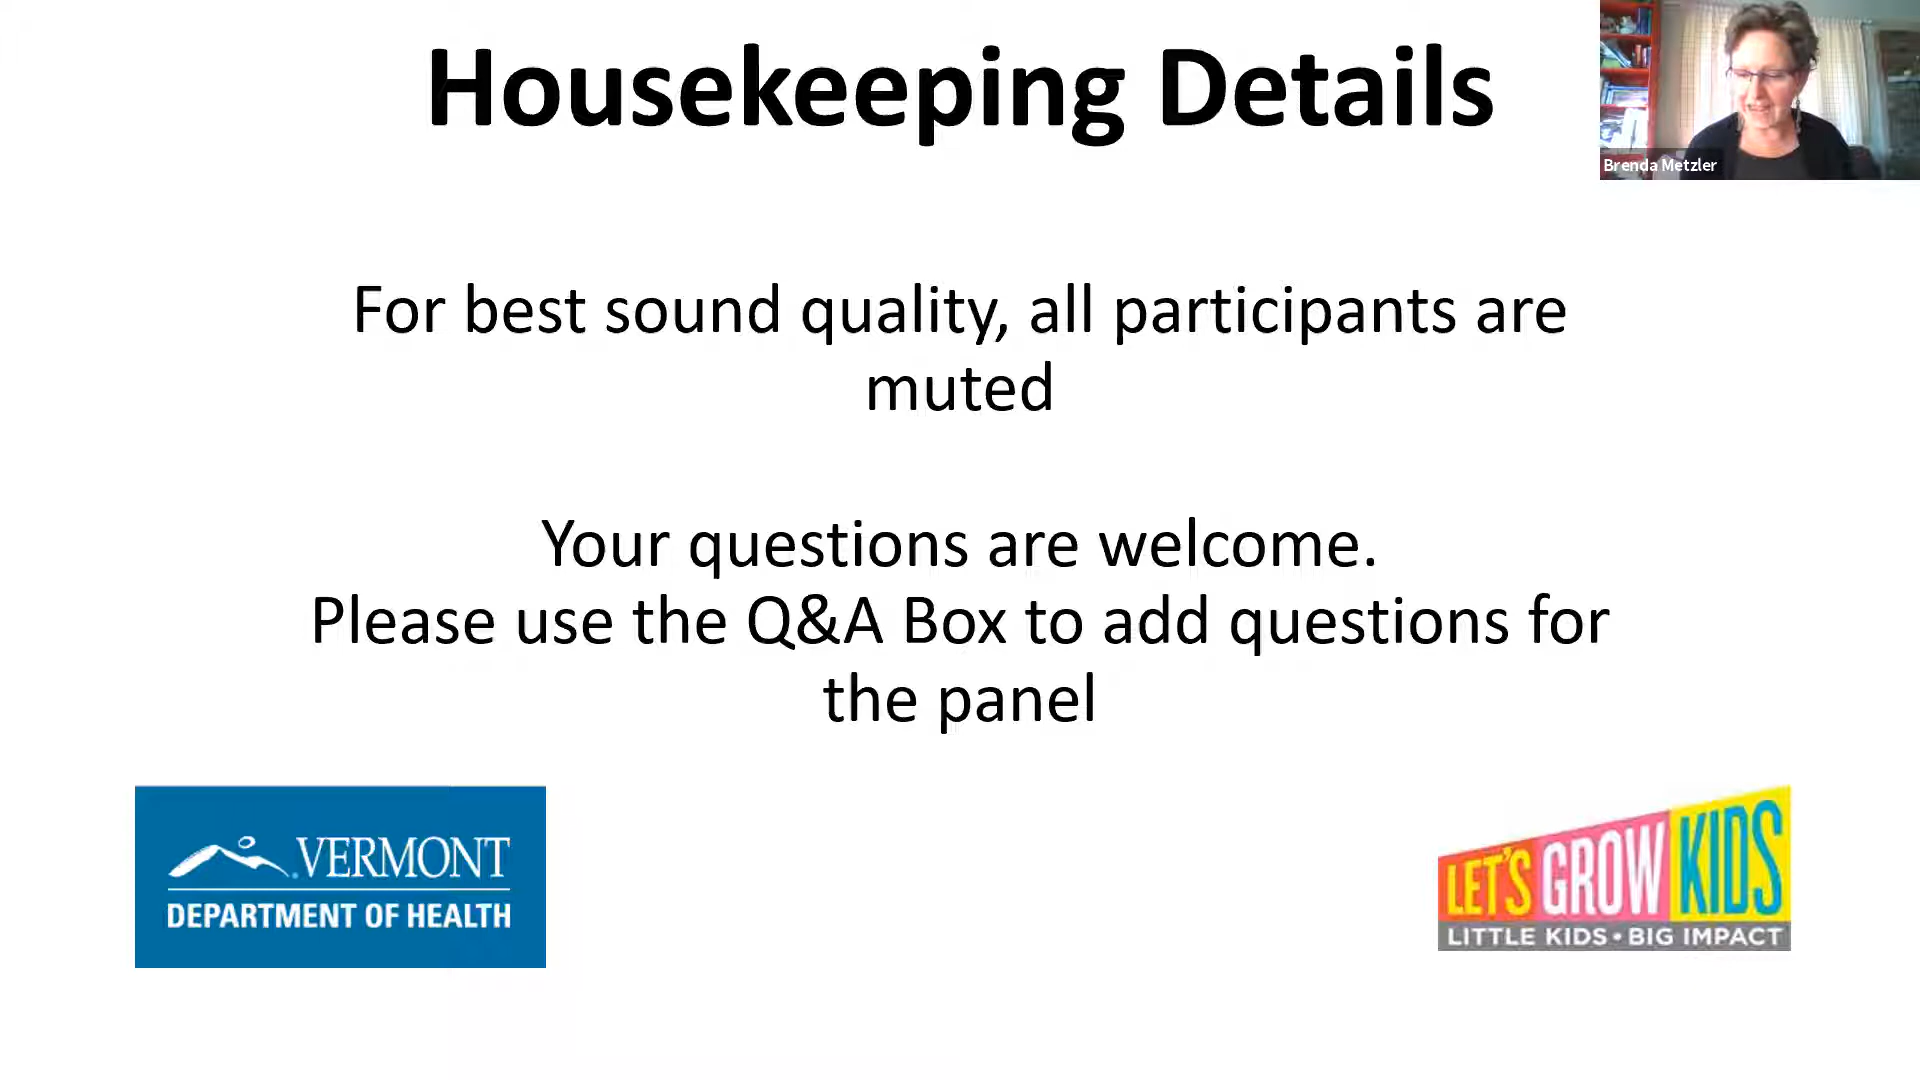 Housekeeping Details
Brenda Metzler
For best sound quality, all participants are
muted
Your questions are welcome.
Please use the Q&A Box to add questions for
the panel
VERMONT
DEPARTMENT OF HEALTH
LET'S GROW KIDS
LITTLE KIDS • BIG IMPACT